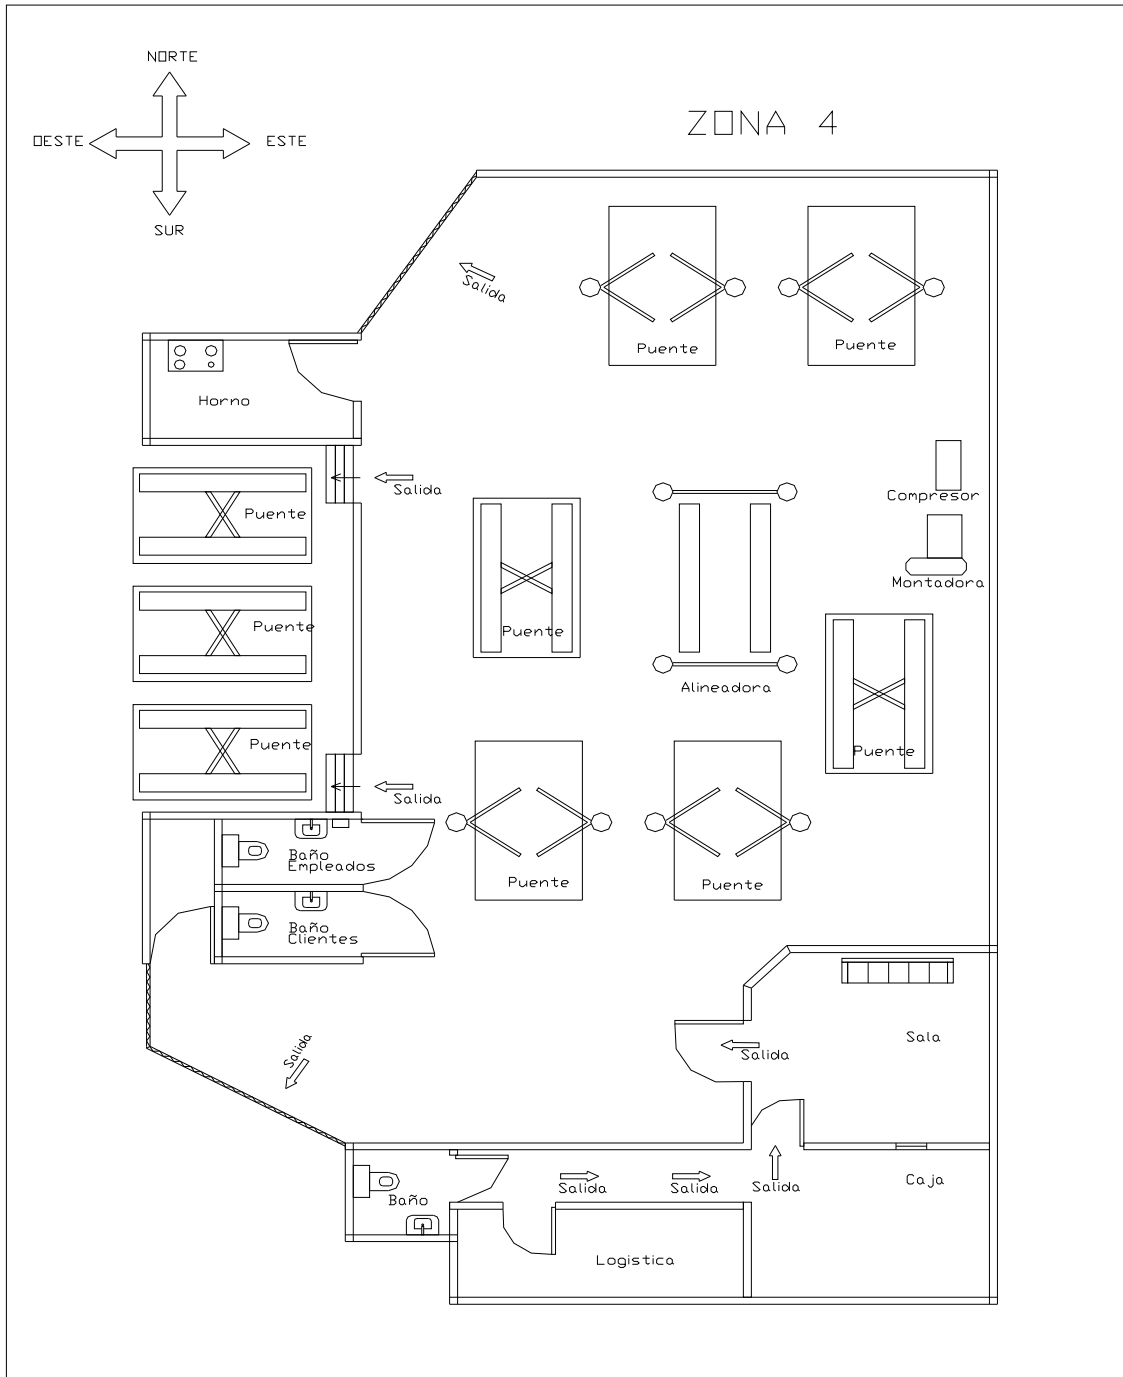 NORTE
OESTE
ESTE
SUR
ZONA 4
Salida
Puente
Puente
Horno
Salida
Compresor
Puente
Montadora
Puente
Puente
Alineadora
Puente
Puente
Salida
Baño
Empleados
Puente
Puente
Baño
Clientes
Salida
Sala
Salida
Caja
Salida
Salida
Salida
Baño
Logistica